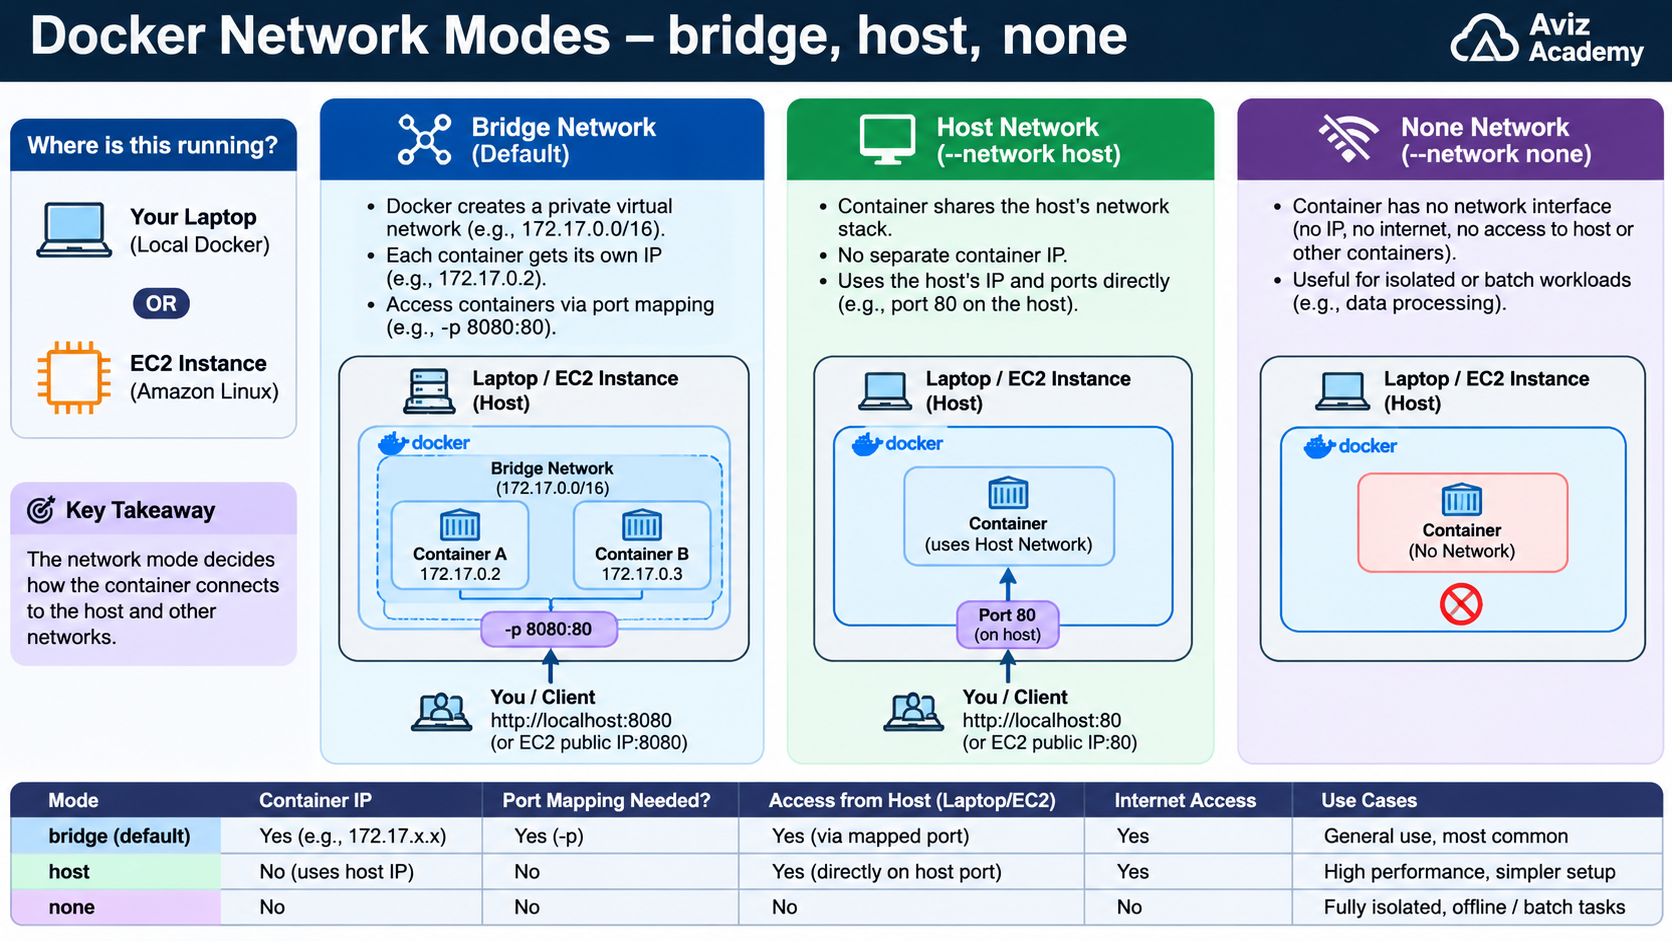 Docker Network Modes – bridge, host, none
Aviz
Academy
Where is this running?
Your Laptop
(Local Docker)
OR
EC2 Instance
(Amazon Linux)
Key Takeaway
The network mode decides
how the container connects
to the host and other
networks.
Bridge Network
(Default)
• Docker creates a private virtual
network (e.g., 172.17.0.0/16).
• Each container gets its own IP
(e.g., 172.17.0.2).
• Access containers via port mapping
(e.g., -p 8080:80).
Laptop / EC2 Instance
(Host)
docker
Bridge Network
(172.17.0.0/16)
Container A
172.17.0.2
Container B
172.17.0.3
-p 8080:80
You / Client
http://localhost:8080
(or EC2 public IP:8080)
Host Network
(--network host)
• Container shares the host's network
stack.
• No separate container IP.
• Uses the host's IP and ports directly
(e.g., port 80 on the host).
Laptop / EC2 Instance
(Host)
docker
Container
(uses Host Network)
Port 80
(on host)
You / Client
http://localhost:80
(or EC2 public IP:80)
None Network
(--network none)
• Container has no network interface
(no IP, no internet, no access to host or
other containers).
• Useful for isolated or batch workloads
(e.g., data processing).
Laptop / EC2 Instance
(Host)
docker
Container
(No Network)
Mode Container IP Port Mapping Needed? Access from Host (Laptop/EC2) Internet Access Use Cases
bridge (default) Yes (e.g., 172.17.x.x) Yes (-p) Yes (via mapped port) Yes General use, most common
host No (uses host IP) No Yes (directly on host port) Yes High performance, simpler setup
none No No No No Fully isolated, offline / batch tasks